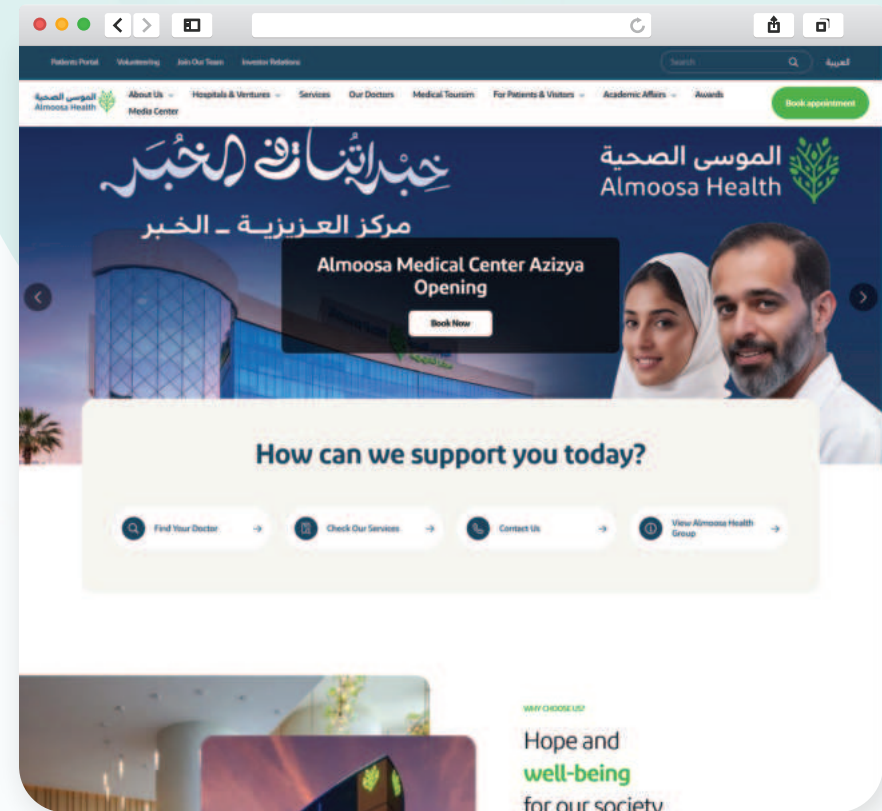 Patients Portal Volunteering Join Our Team Investor Relations Search العربية
الموسى الصحية
Almoosa Health
About Us Hospitals & Ventures Services Our Doctors Medical Tourism For Patients & Visitors Academic Affairs Awards
Media Center
Book appointment
خبراتنا في الخبر
مركز العزيزية - الخبر
الموسى الصحية
Almoosa Health
Almoosa Medical Center Azizya
Opening
Book Now
How can we support you today?
Find Your Doctor
Check Our Services
Contact Us
View Almoosa Health
Group
WHY CHOOSE US?
Hope and
well-being
for our society